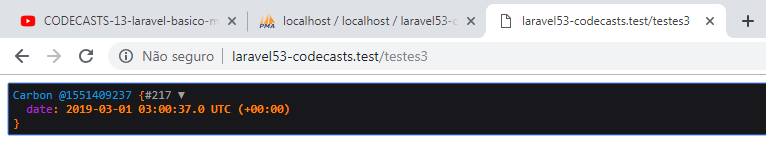 CODECASTS-13-laravel-basico-m
localhost / localhost / laravel53-c
laravel53-codecasts.test/testes3
Não seguro | laravel53-codecasts.test/testes3
Carbon @1551409237 {#217 ▼
date: 2019-03-01 03:00:37.0 UTC (+00:00)
}